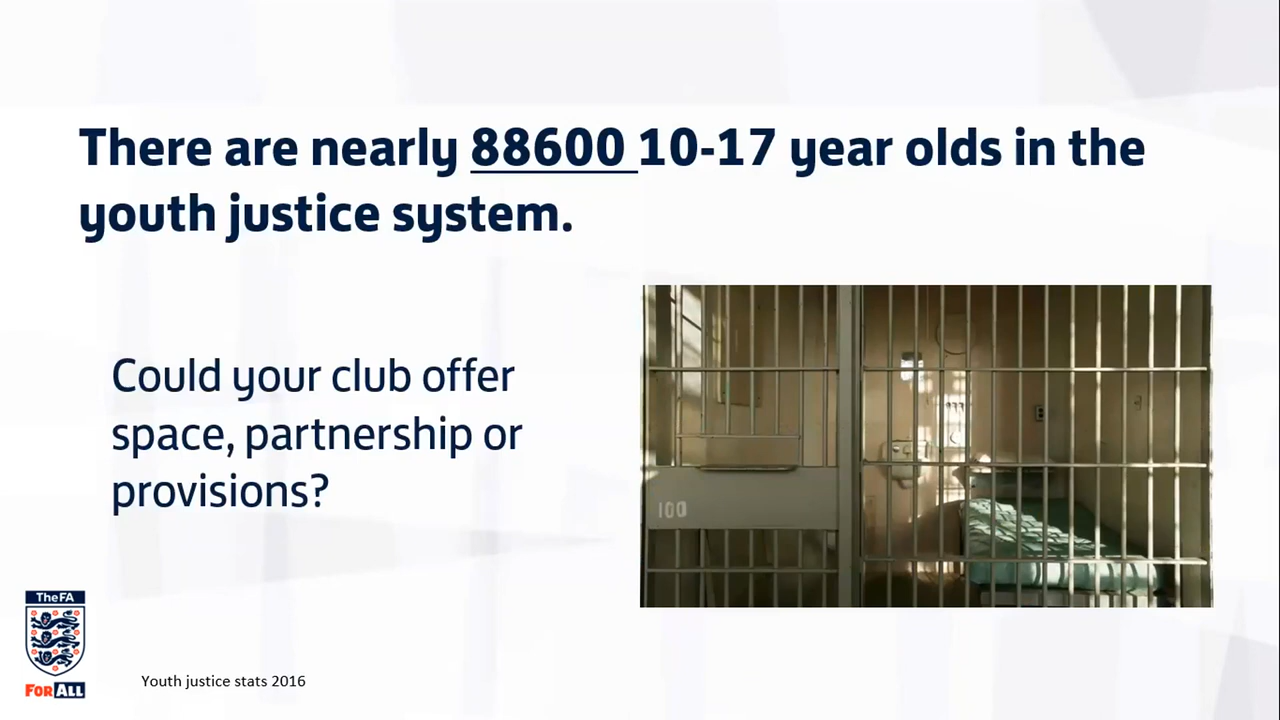 There are nearly 88600 10-17 year olds in the
youth justice system.
Could your club offer
space, partnership or
provisions?
100
TheFA
FORALL
Youth justice stats 2016